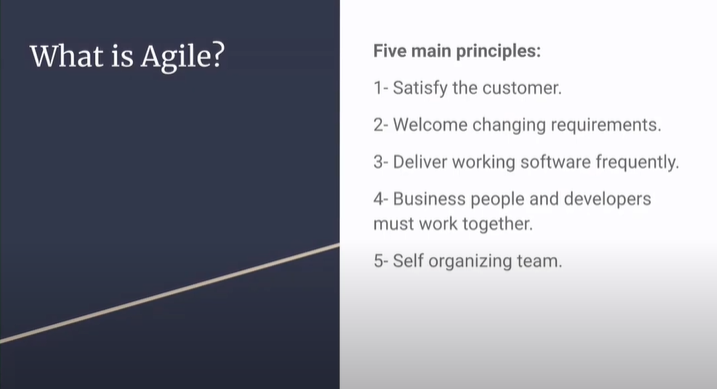 What is Agile?
Five main principles:
1- Satisfy the customer.
2- Welcome changing requirements.
3- Deliver working software frequently.
4- Business people and developers
must work together.
5- Self organizing team.